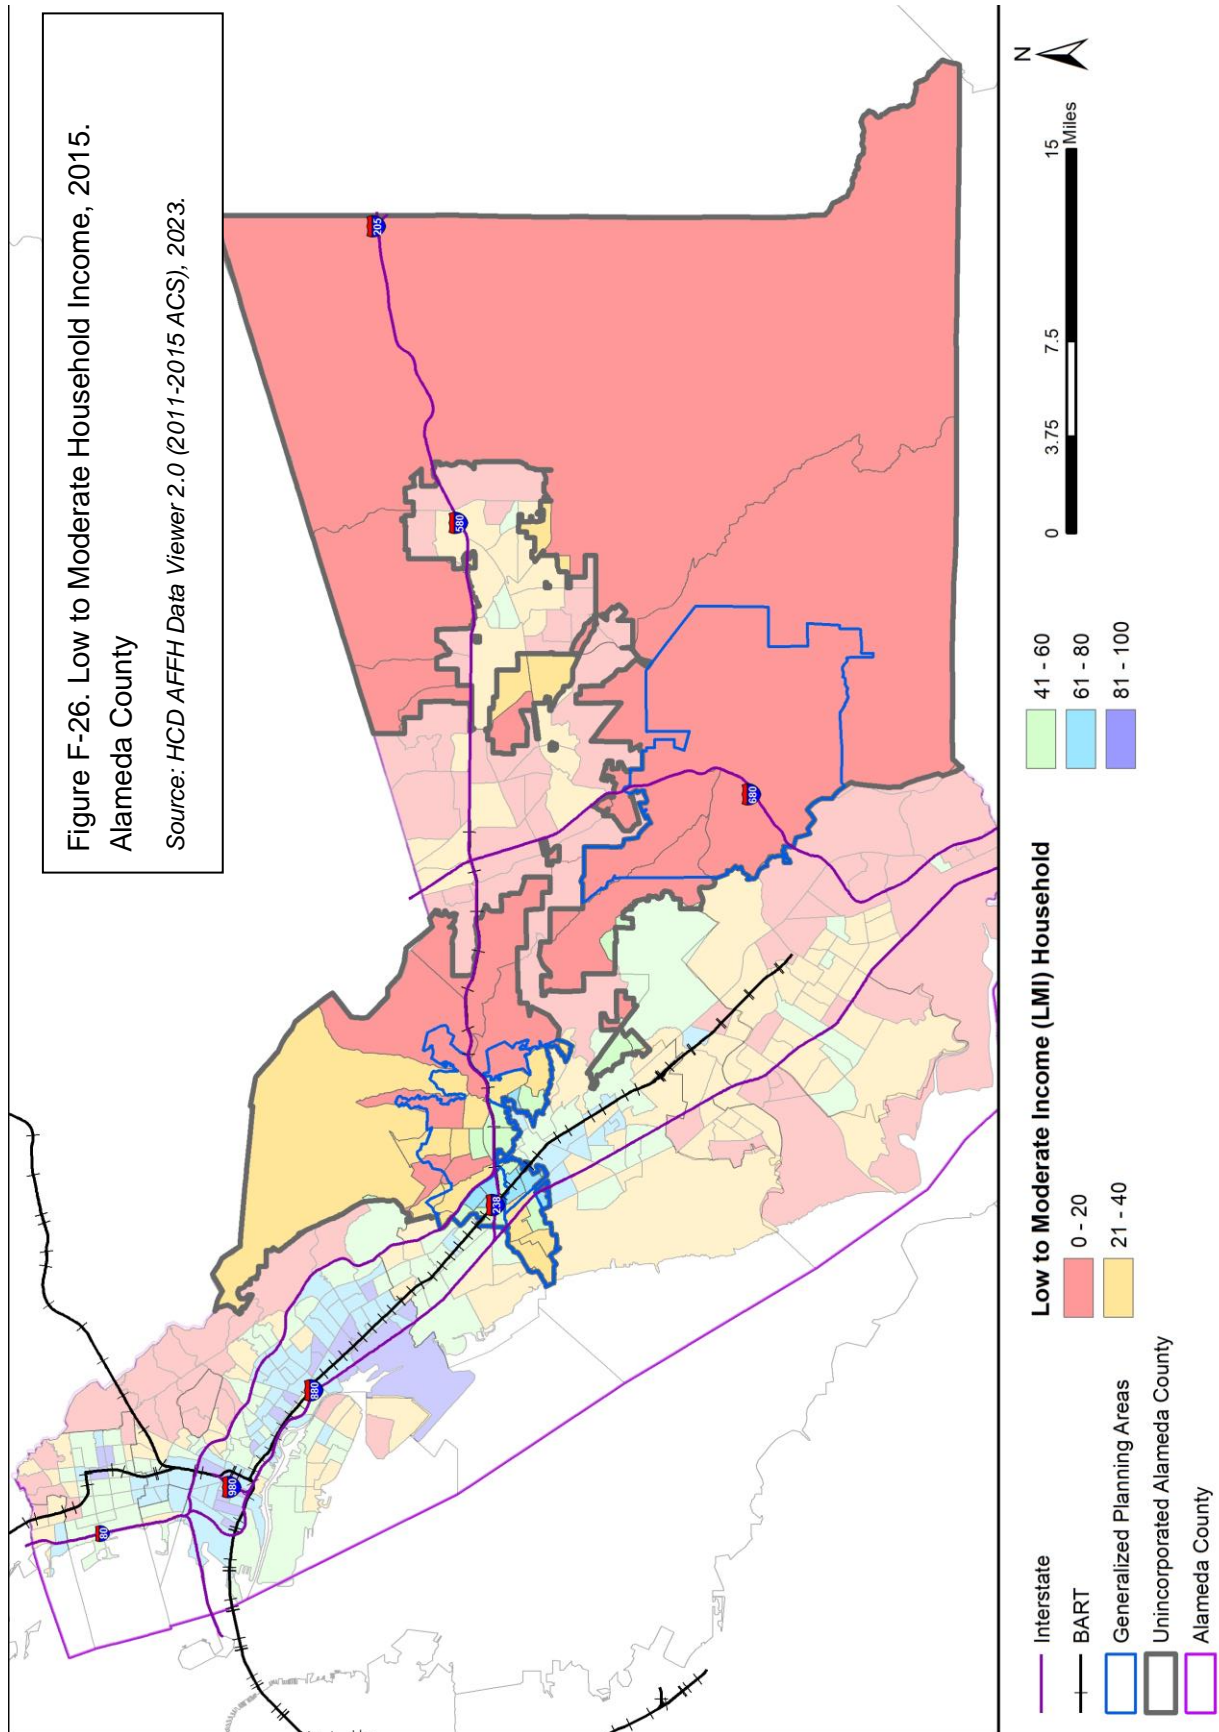 Figure F-26. Low to Moderate Household Income, 2015.
Alameda County
Source: HCD AFFH Data Viewer 2.0 (2011-2015 ACS), 2023.
80
980
880
238
580
205
680
N
0
3.75
7.5
15
Miles
Interstate
BART
Generalized Planning Areas
Unincorporated Alameda County
Alameda County
Low to Moderate Income (LMI) Household
0 - 20
21 - 40
41 - 60
61 - 80
81 - 100